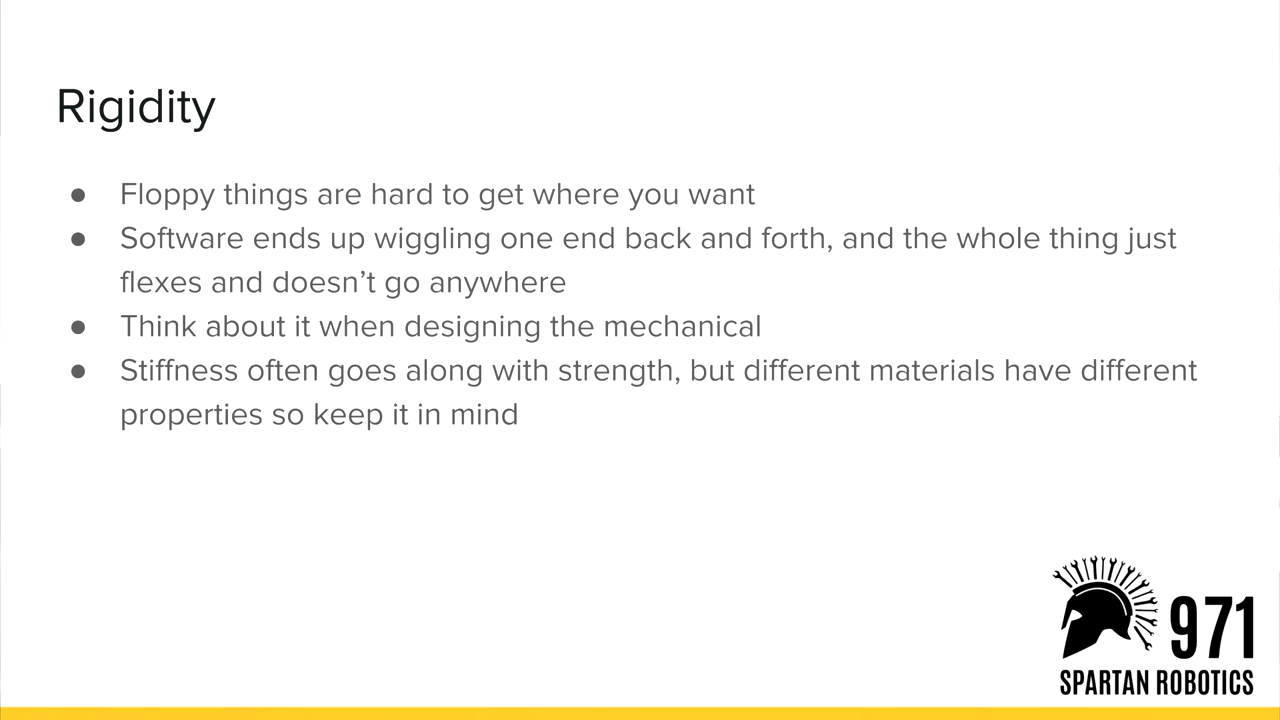 Rigidity
● Floppy things are hard to get where you want
● Software ends up wiggling one end back and forth, and the whole thing just
flexes and doesn’t go anywhere
● Think about it when designing the mechanical
● Stiffness often goes along with strength, but different materials have different
properties so keep it in mind
971
SPARTAN ROBOTICS